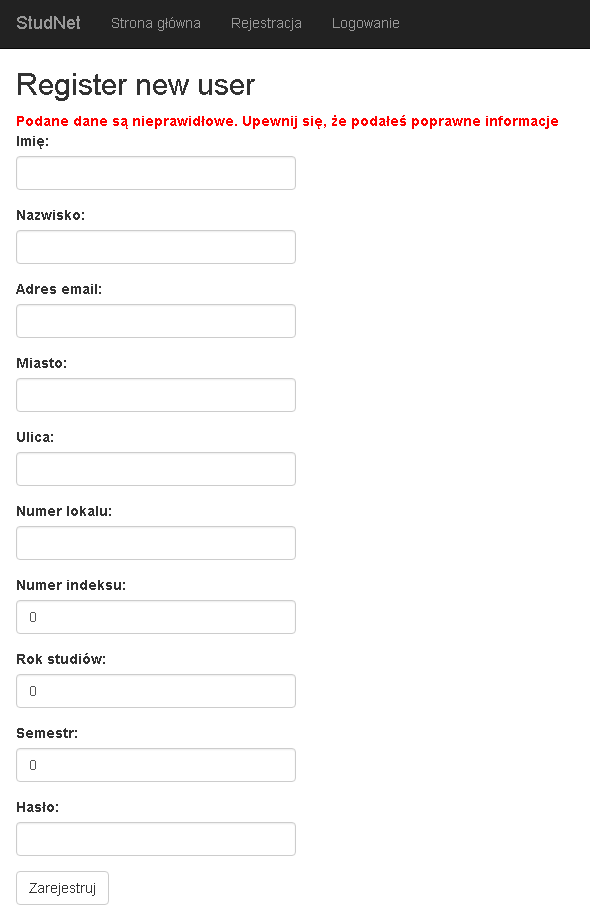 StudNet Strona główna Rejestracja Logowanie
Register new user
Podane dane są nieprawidłowe. Upewnij się, że podałeś poprawne informacje
Imię:
Nazwisko:
Adres email:
Miasto:
Ulica:
Numer lokalu:
Numer indeksu:
0
Rok studiów:
0
Semestr:
0
Hasło:
Zarejestruj